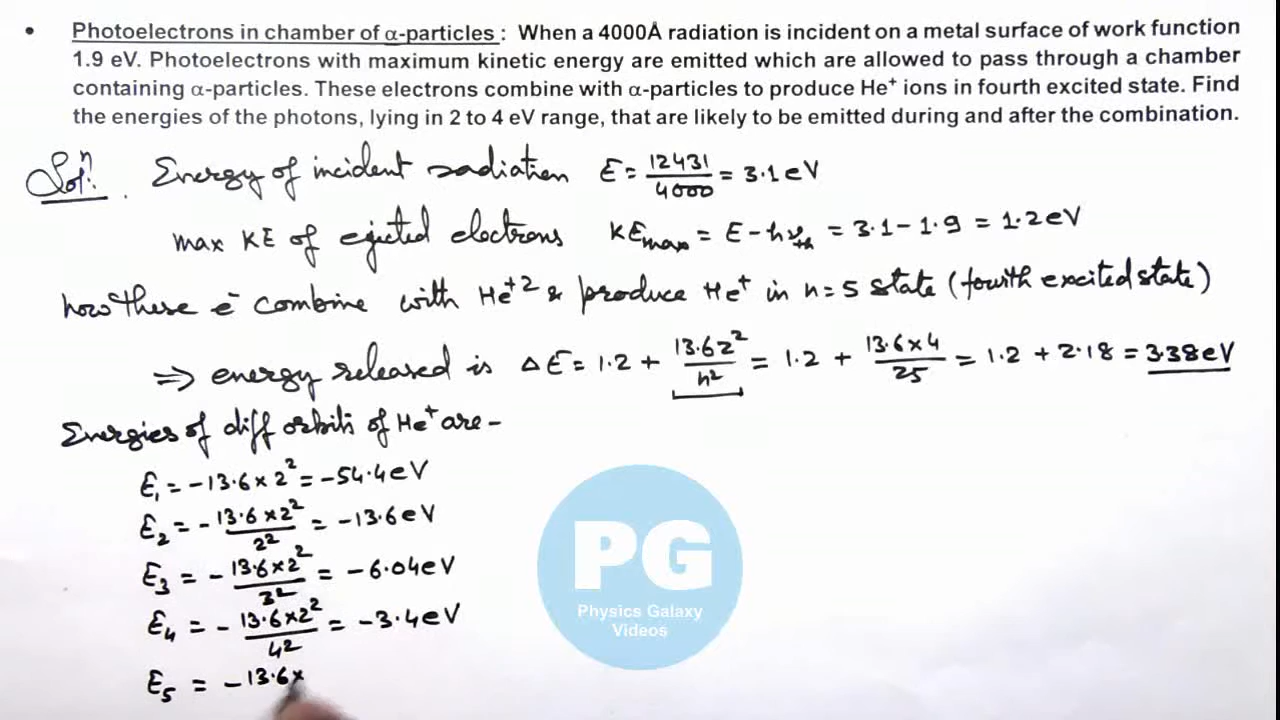 • Photoelectrons in chamber of α-particles : When a 4000Å radiation is incident on a metal surface of work function
1.9 eV. Photoelectrons with maximum kinetic energy are emitted which are allowed to pass through a chamber
containing α-particles. These electrons combine with α-particles to produce He⁺ ions in fourth excited state. Find
the energies of the photons, lying in 2 to 4 eV range, that are likely to be emitted during and after the combination.
Solⁿ. Energy of incident radiation E = 12431/4000 = 3.1 eV
max KE of ejected electrons KEmax = E - hνth = 3.1 - 1.9 = 1.2 eV
now these e⁻ combine with He⁺² & produce He⁺ in n = 5 state (fourth excited state)
⇒ energy released is ΔE = 1.2 + 13.6z²/n² = 1.2 + 13.6×4/25 = 1.2 + 2.18 = 3.38 eV
Energies of diff orbits of He⁺ are -
E₁ = -13.6×2² = -54.4 eV
E₂ = -13.6×2²/2² = -13.6 eV
E₃ = -13.6×2²/3² = -6.04 eV
E₄ = -13.6×2²/4² = -3.4 eV
E₅ = -13.6×
PG
Physics Galaxy
Videos